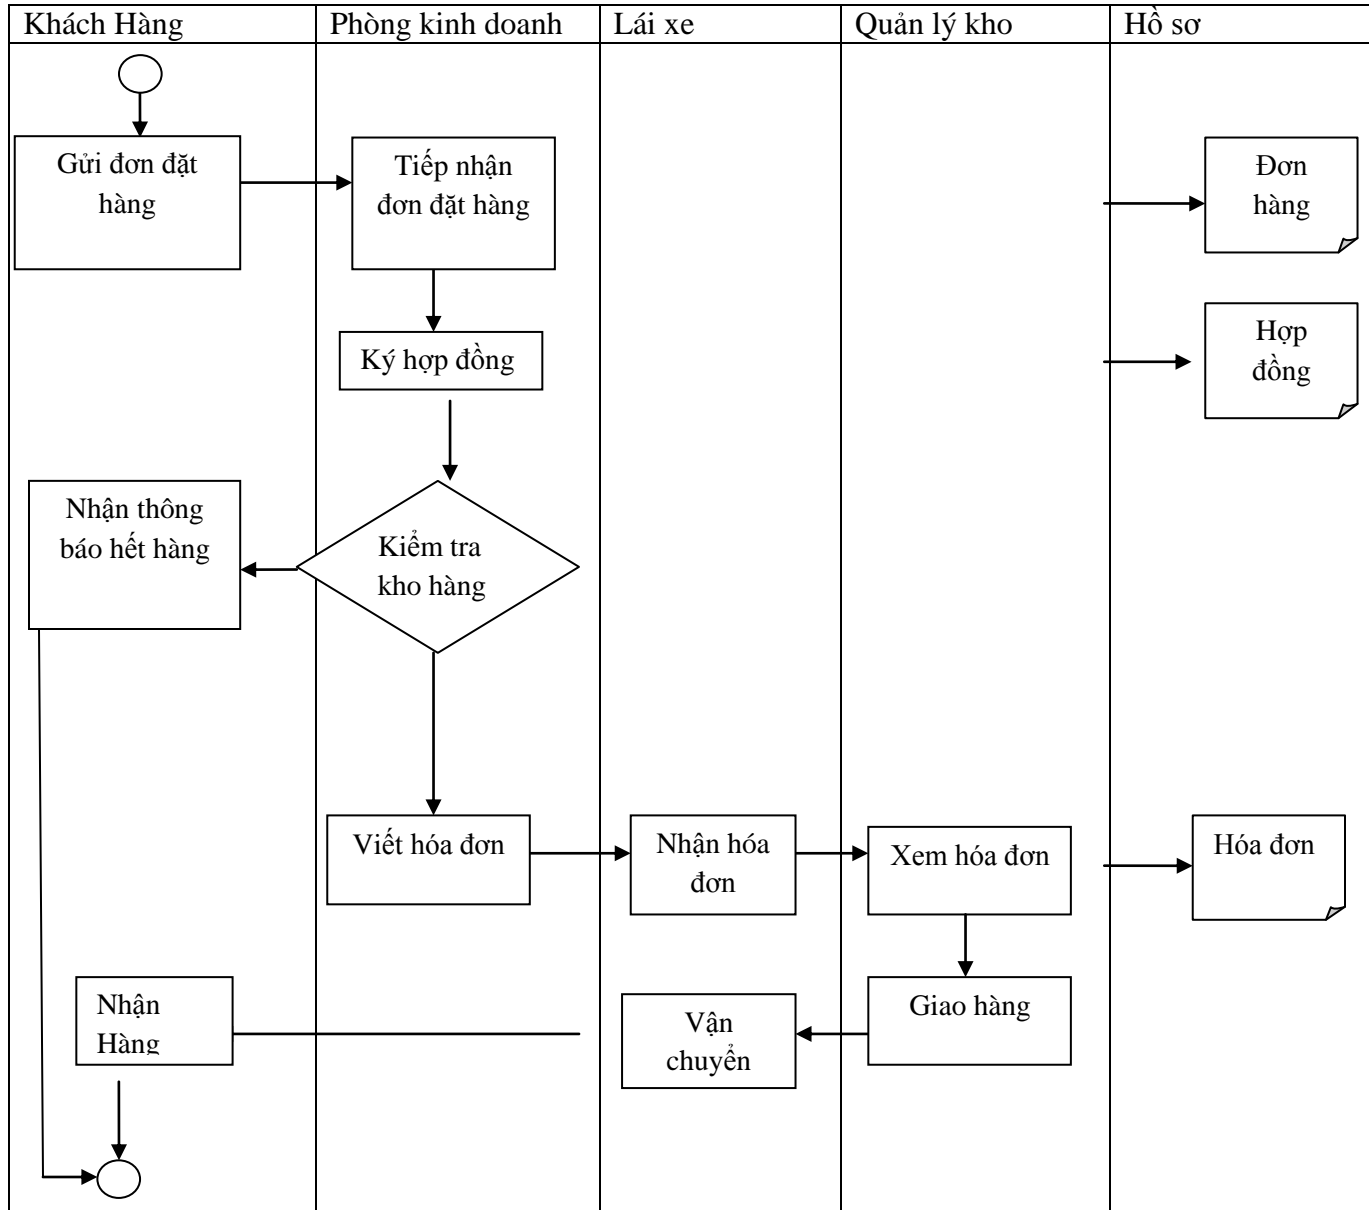 Khách Hàng
Phòng kinh doanh
Lái xe
Quản lý kho
Hồ sơ
Gửi đơn đặt
hàng
Tiếp nhận
đơn đặt hàng
Đơn
hàng
Ký hợp đồng
Hợp
đồng
Nhận thông
báo hết hàng
Kiểm tra
kho hàng
Viết hóa đơn
Nhận hóa
đơn
Xem hóa đơn
Hóa đơn
Nhận
Hàng
Vận
chuyển
Giao hàng